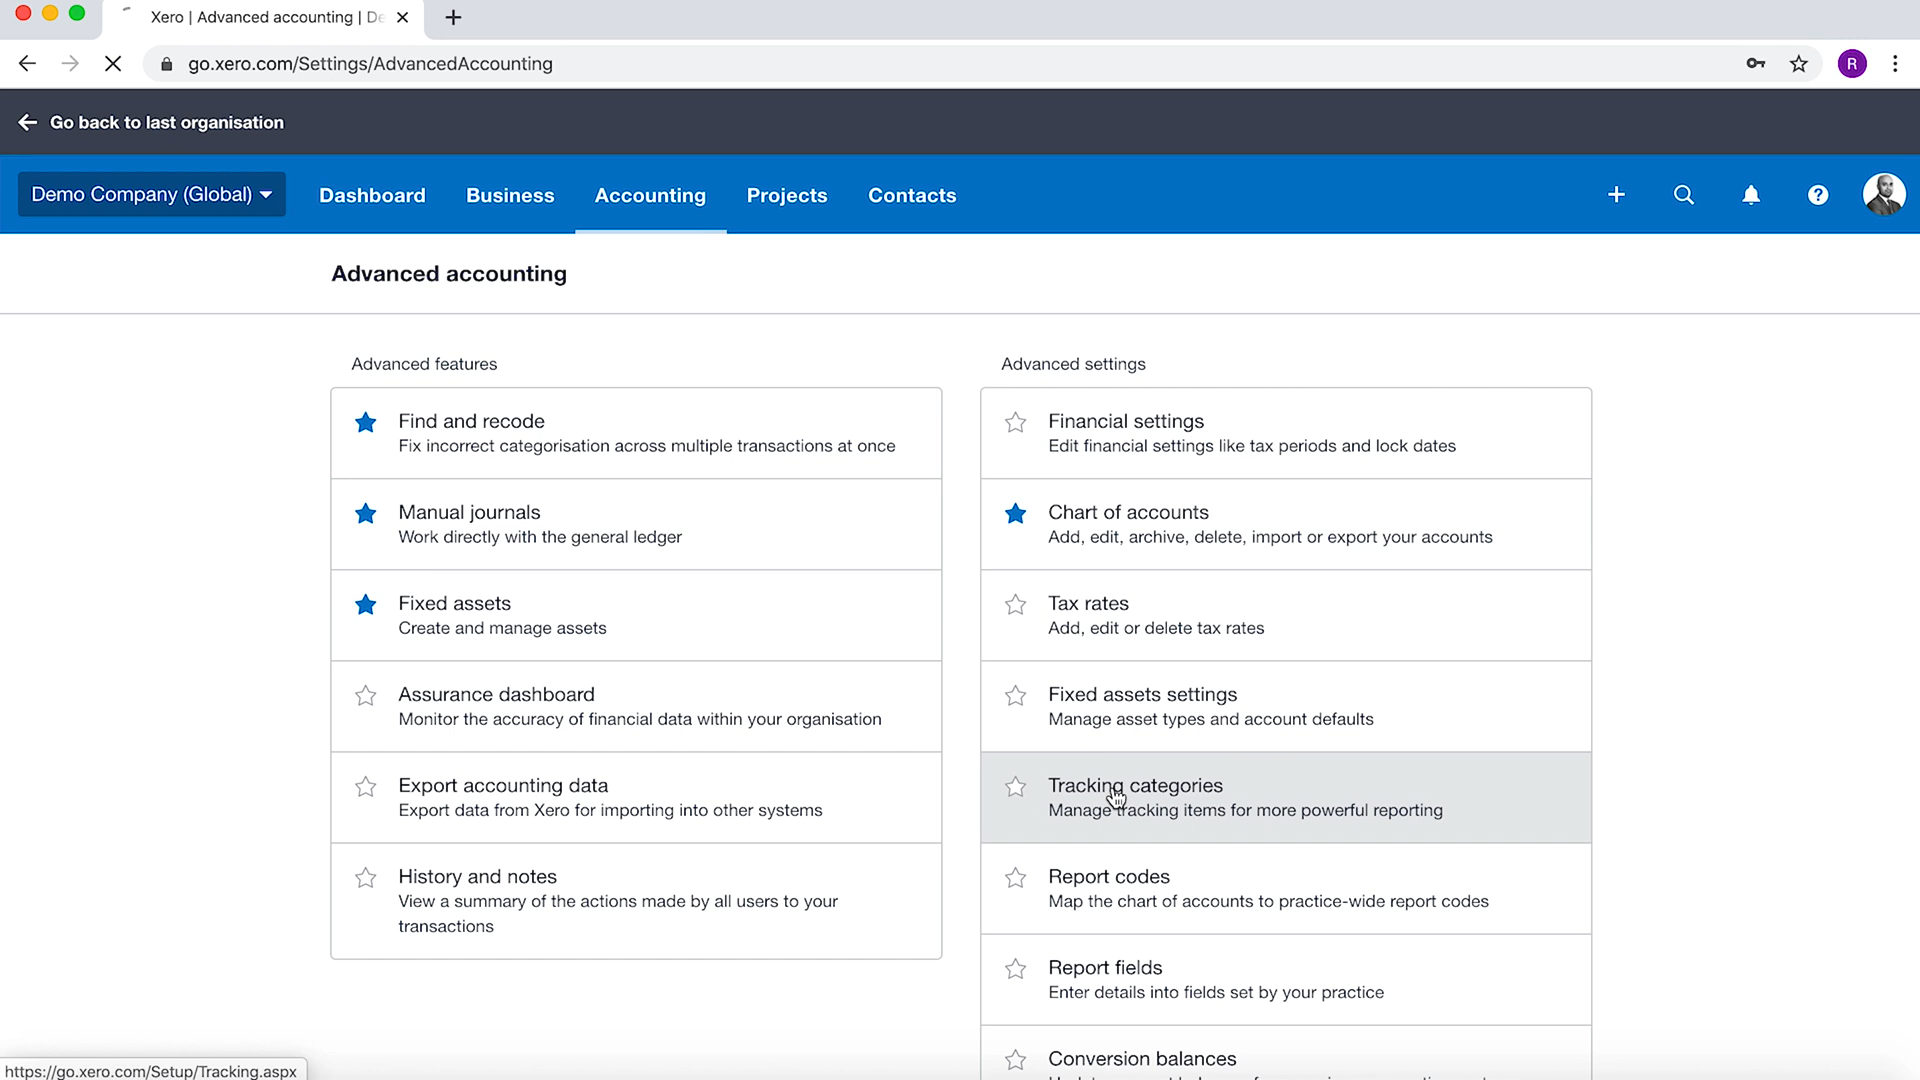 Xero | Advanced accounting | De
go.xero.com/Settings/AdvancedAccounting
R
Go back to last organisation
Demo Company (Global)
Dashboard
Business
Accounting
Projects
Contacts
Advanced accounting
Advanced features
Find and recode
Fix incorrect categorisation across multiple transactions at once
Manual journals
Work directly with the general ledger
Fixed assets
Create and manage assets
Assurance dashboard
Monitor the accuracy of financial data within your organisation
Export accounting data
Export data from Xero for importing into other systems
History and notes
View a summary of the actions made by all users to your
transactions
Advanced settings
Financial settings
Edit financial settings like tax periods and lock dates
Chart of accounts
Add, edit, archive, delete, import or export your accounts
Tax rates
Add, edit or delete tax rates
Fixed assets settings
Manage asset types and account defaults
Tracking categories
Manage tracking items for more powerful reporting
Report codes
Map the chart of accounts to practice-wide report codes
Report fields
Enter details into fields set by your practice
Conversion balances
https://go.xero.com/Setup/Tracking.aspx